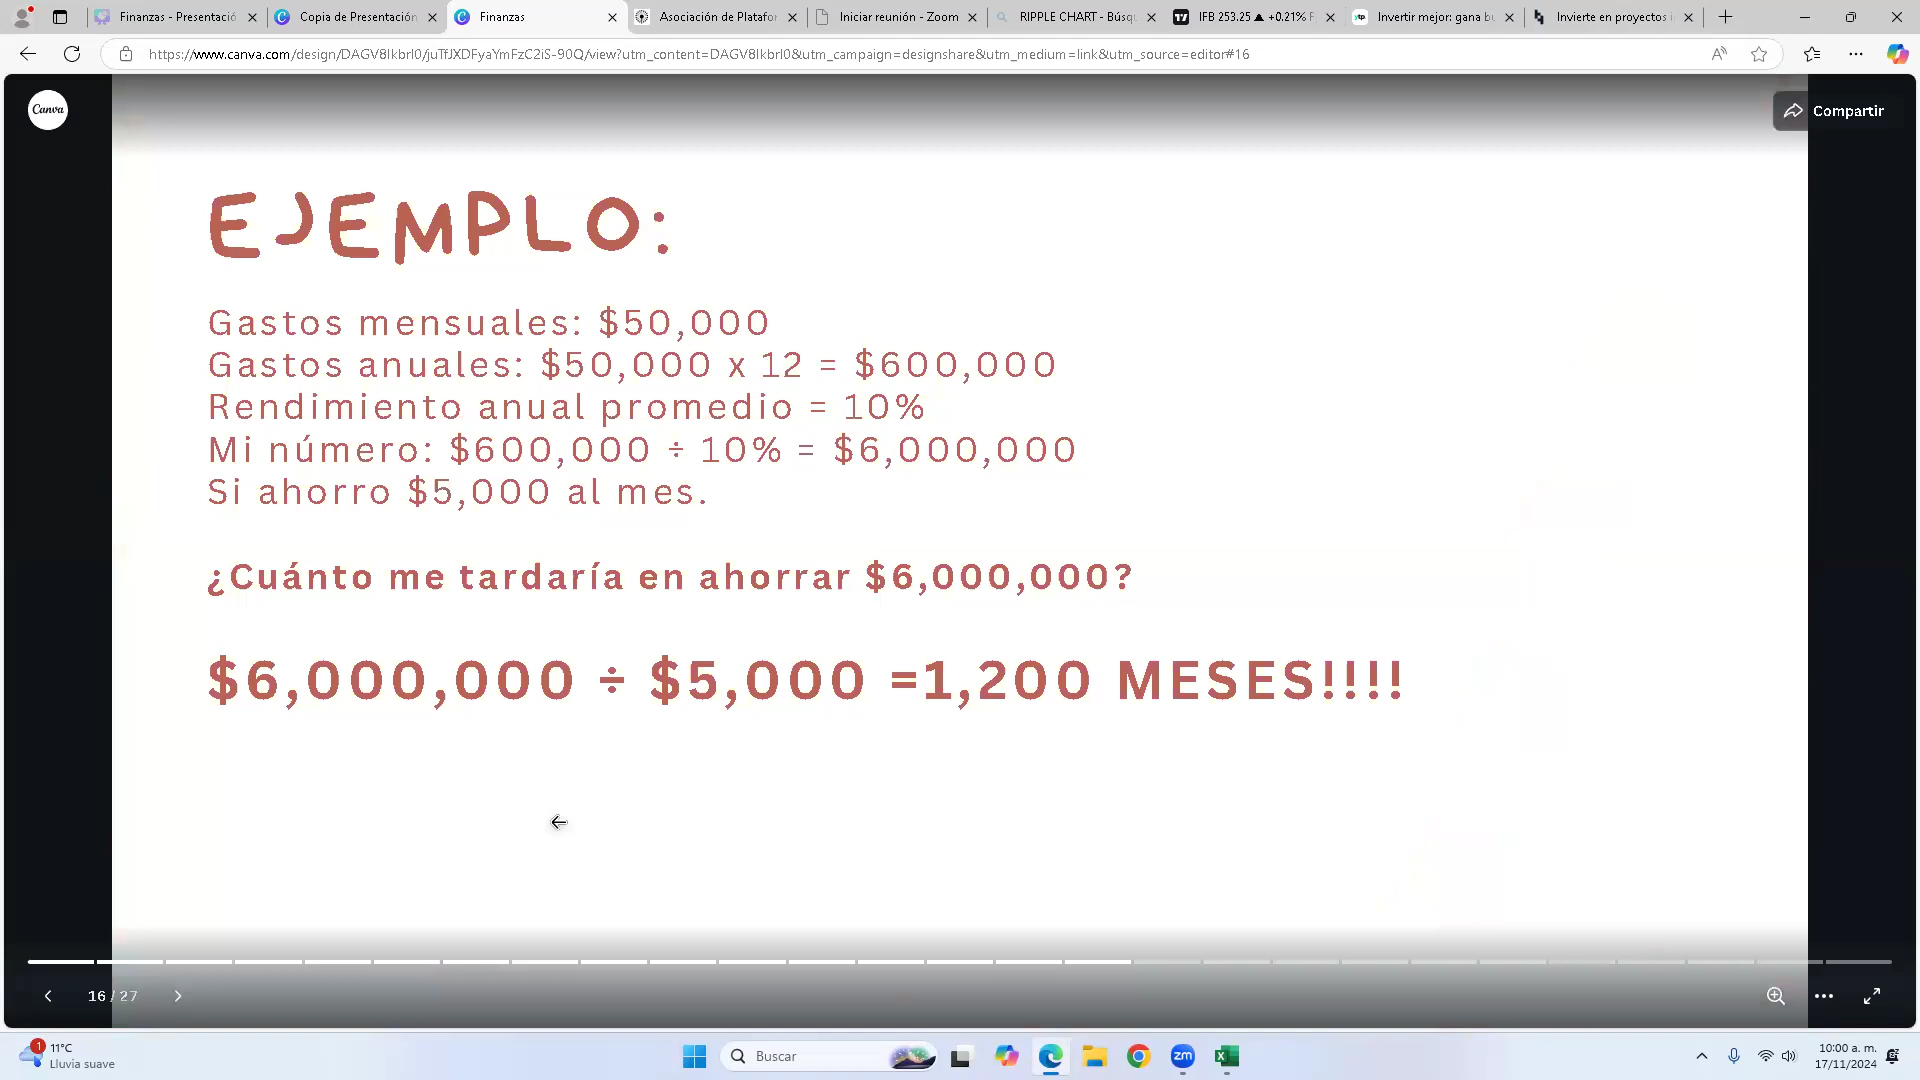 Finanzas - Presentació
Copia de Presentación
Finanzas
Asociación de Platafor
Iniciar reunión - Zoom
RIPPLE CHART - Búsq
IFB 253.25 ▲ +0.21% F
Invertir mejor: gana bu
Invierte en proyectos i
https://www.canva.com/design/DAGV8Ikbrl0/juTfJXDFyaYmFzC2iS-90Q/view?utm_content=DAGV8Ikbrl0&utm_campaign=designshare&utm_medium=link&utm_source=editor#16
Canva
Compartir
EJEMPLO:
Gastos mensuales: $50,000
Gastos anuales: $50,000 x 12 = $600,000
Rendimiento anual promedio = 10%
Mi número: $600,000 ÷ 10% = $6,000,000
Si ahorro $5,000 al mes.
¿Cuánto me tardaría en ahorrar $6,000,000?
$6,000,000 ÷ $5,000 =1,200 MESES!!!!
16 / 27
1
11°C
Lluvia suave
Buscar
zm
10:00 a. m.
17/11/2024